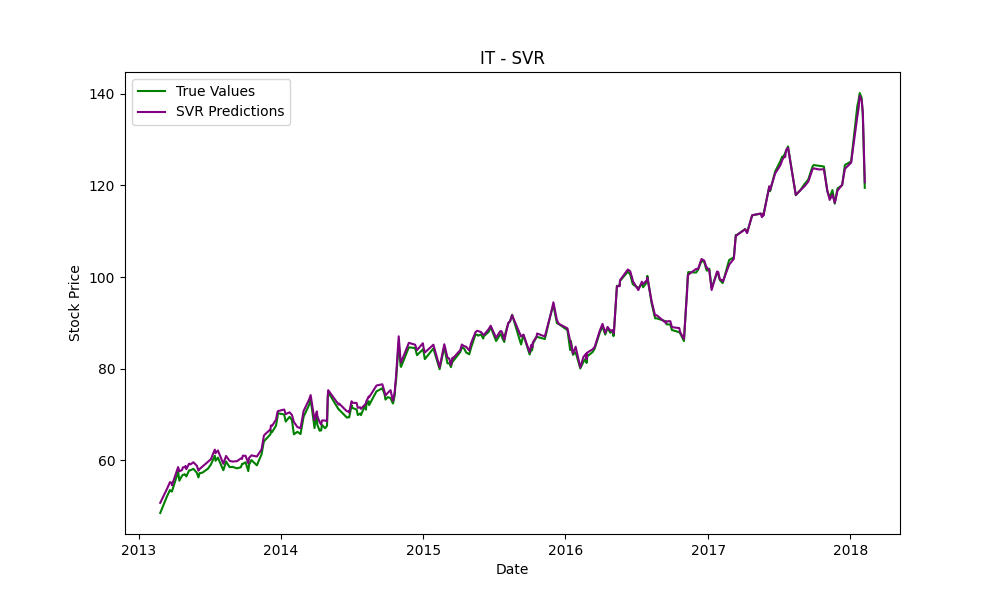 IT - SVR
True Values
SVR Predictions
140
120
100
80
60
Stock Price
2013 2014 2015 2016 2017 2018
Date